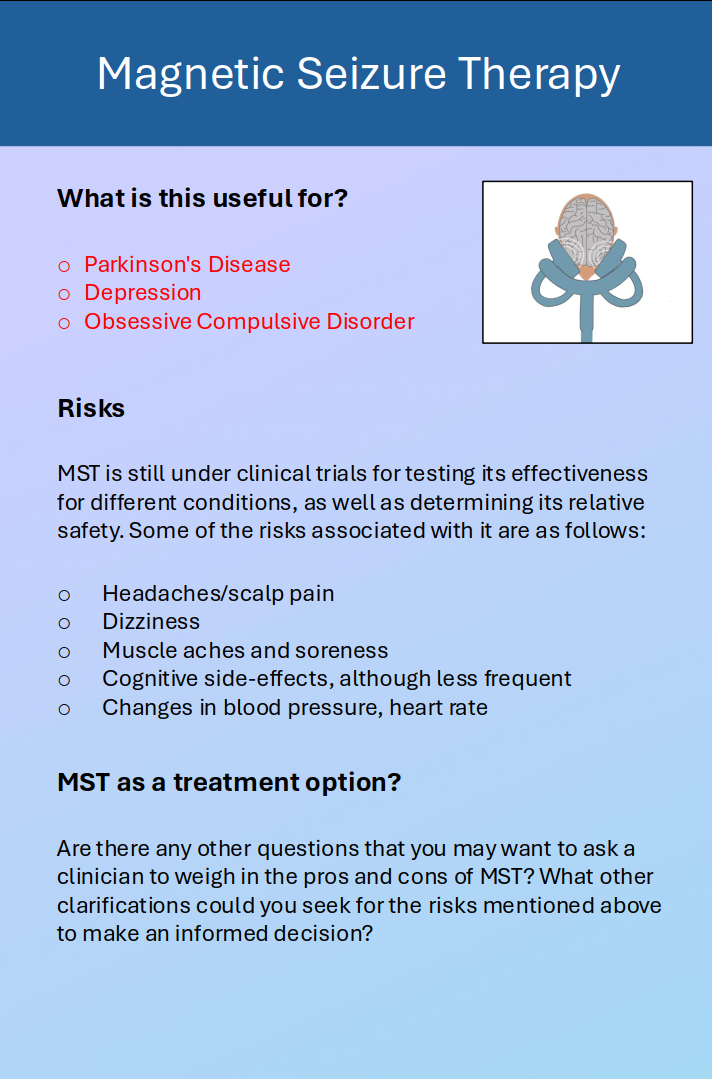 Magnetic Seizure Therapy
What is this useful for?
○ Parkinson's Disease
○ Depression
○ Obsessive Compulsive Disorder
Risks
MST is still under clinical trials for testing its effectiveness
for different conditions, as well as determining its relative
safety. Some of the risks associated with it are as follows:
○ Headaches/scalp pain
○ Dizziness
○ Muscle aches and soreness
○ Cognitive side-effects, although less frequent
○ Changes in blood pressure, heart rate
MST as a treatment option?
Are there any other questions that you may want to ask a
clinician to weigh in the pros and cons of MST? What other
clarifications could you seek for the risks mentioned above
to make an informed decision?